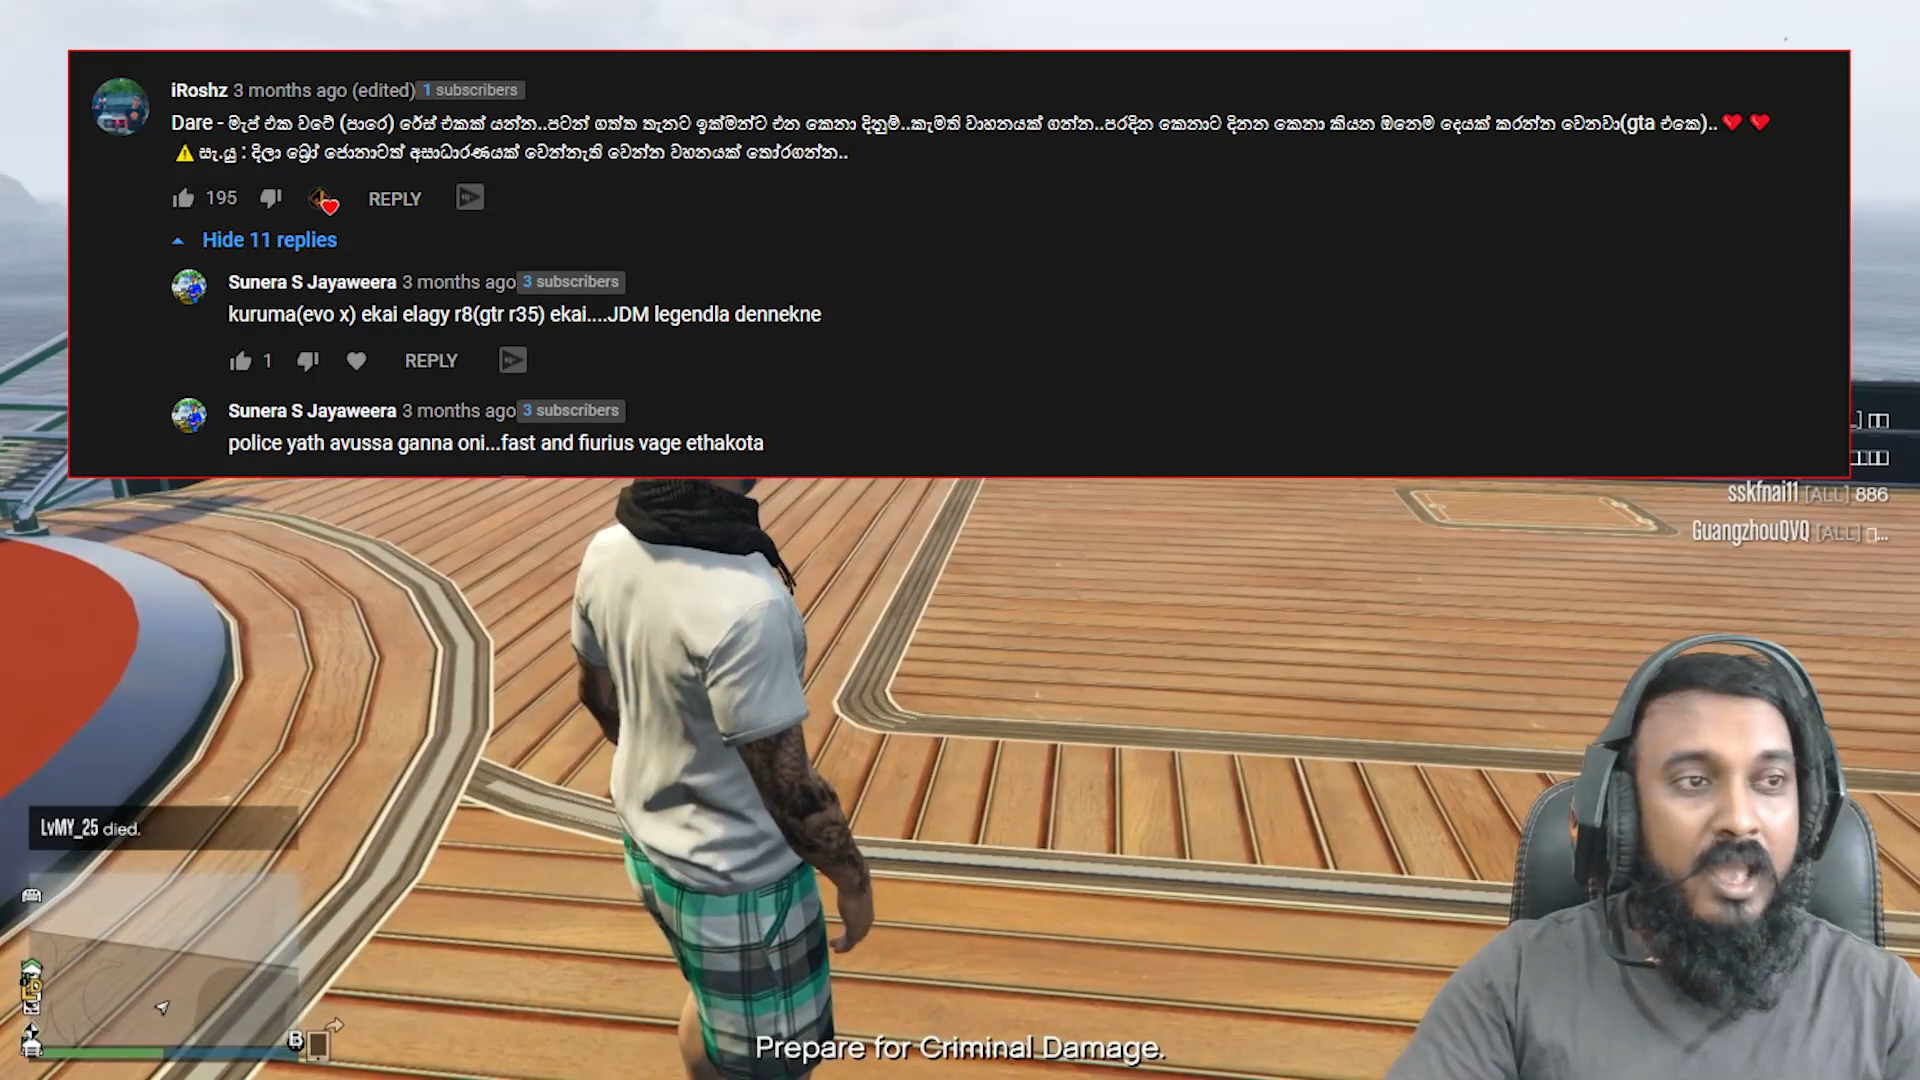 iRoshz 3 months ago (edited) 1 subscribers
Dare - මැප් එක වටේ (පාරෙ) රේස් එකක් යන්න..පටන් ගත්ත තැනට ඉක්මන්ට එන කෙනා දිනුම්..කැමති වාහනයක් ගන්න..පරදින කෙනාට දිනන කෙනා කියන ඔනෙම දෙයක් කරන්න වෙනවා(gta එකෙ).. ❤️ ❤️
⚠️ සැ.යු : දිලා බ්‍රෝ ජොනාටත් අසාධාරණයක් වෙන්නැති වෙන්න වහනයක් තෝරගන්න..
195 REPLY
Hide 11 replies
Sunera S Jayaweera 3 months ago 3 subscribers
kuruma(evo x) ekai elagy r8(gtr r35) ekai....JDM legendla dennekne
1 REPLY
Sunera S Jayaweera 3 months ago 3 subscribers
police yath avussa ganna oni...fast and fiurius vage ethakota
sskfnai11 [ALL] 886
GuangzhouQVQ [ALL] ...
LvMY_25 died.
B
Prepare for Criminal Damage.